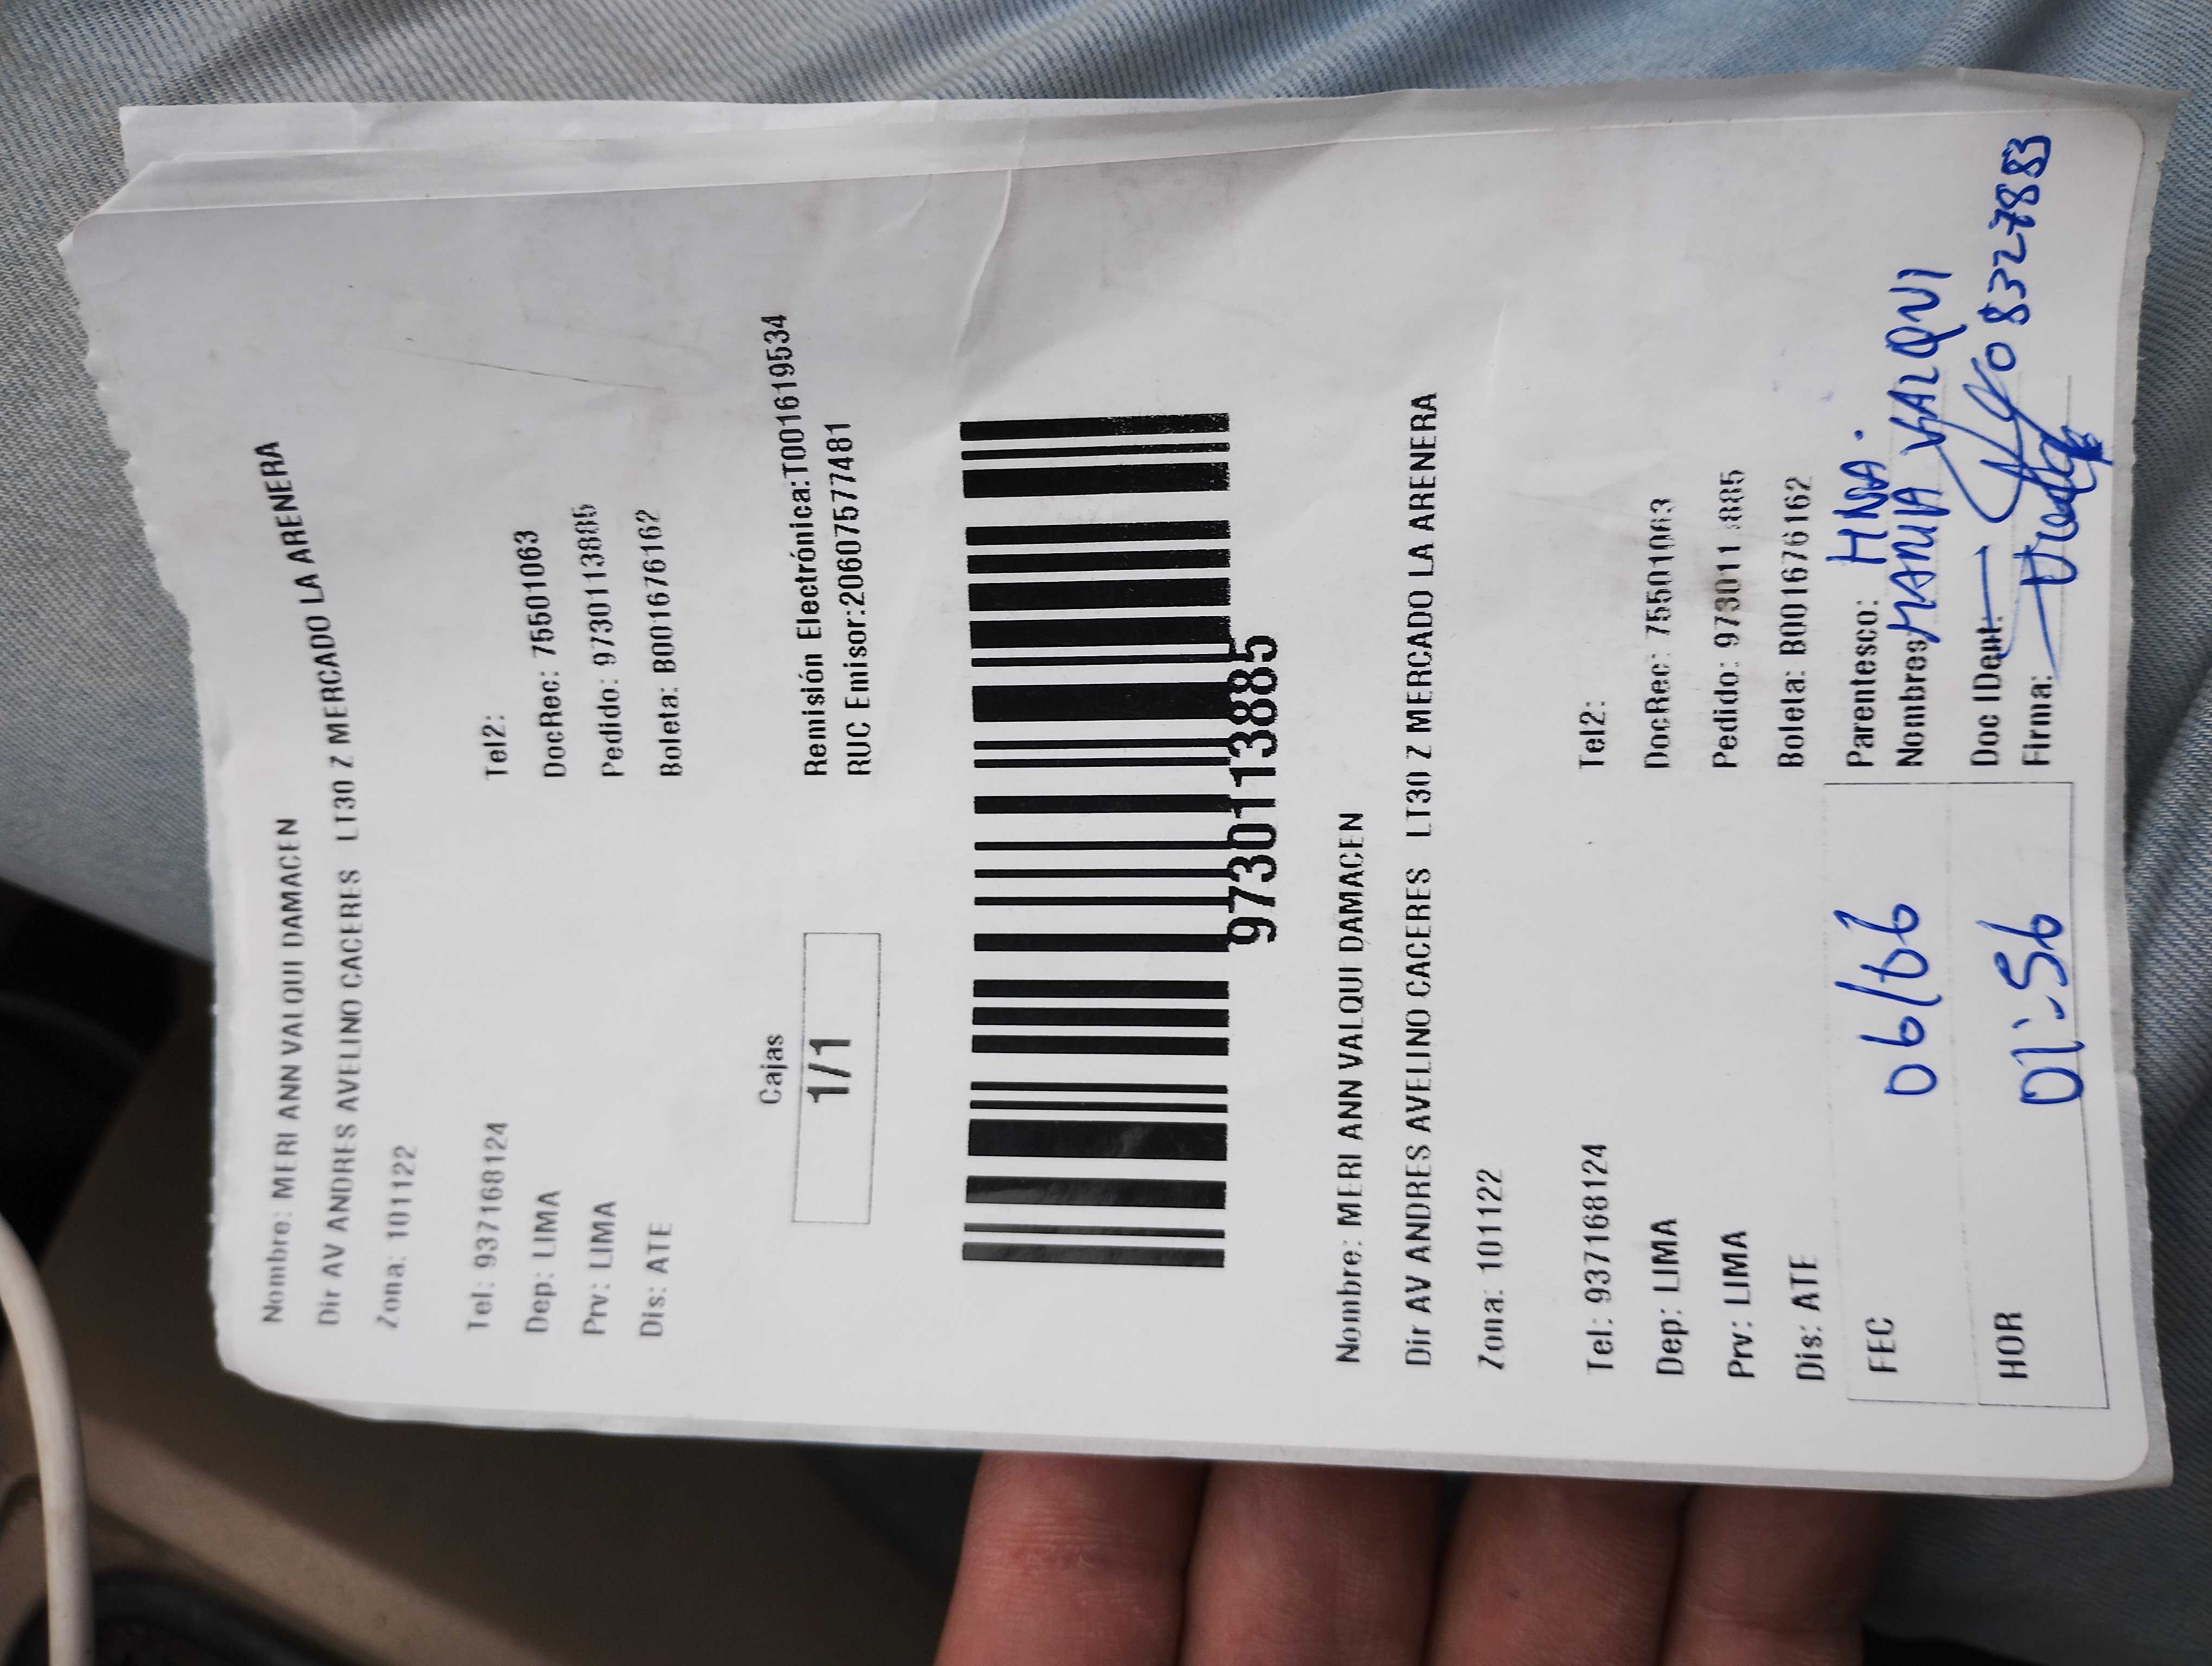 Nombre: MERI ANN VALQUI DAMACEN
Dir AV ANDRES AVELINO CACERES LT30 Z MERCADO LA ARENERA
Zona: 101122
Tel: 937168124
Tel2:
Dep: LIMA
DocRec: 75501063
Prv: LIMA
Pedido: 9730113885
Dis: ATE
Boleta: B001676162
Cajas
1/1
Remisión Electrónica:T001619534
RUC Emisor:20607577481
9730113885
Nombre: MERI ANN VALQUI DAMACEN
Dir AV ANDRES AVELINO CACERES LT30 Z MERCADO LA ARENERA
Zona: 101122
Tel: 937168124
Tel2:
Dep: LIMA
DocRec: 75501063
Prv: LIMA
Pedido: 973011 885
Dis: ATE
Boleta: B001676162
FEC 06/06
Parentesco: HNA.
Nombres: VALQUI
HOR 01:56
Doc IDent: 408327883
Firma: